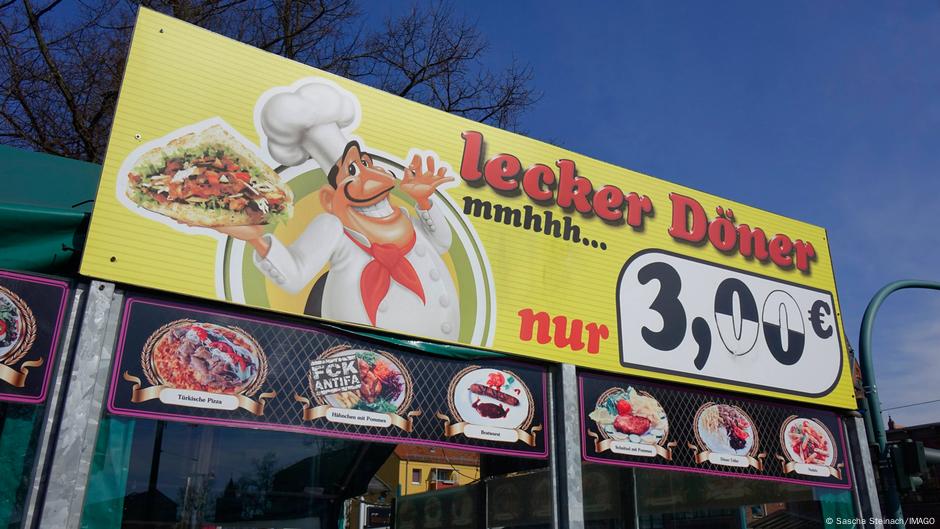 lecker Döner
mmhhh...
nur
3,00 €
Türkische Pizza
FCK
ANTIFA
Hähnchen mit Pommes
Bratwurst
Schnitzel mit Pommes
Döner Teller
© Sascha Steinach/IMAGO